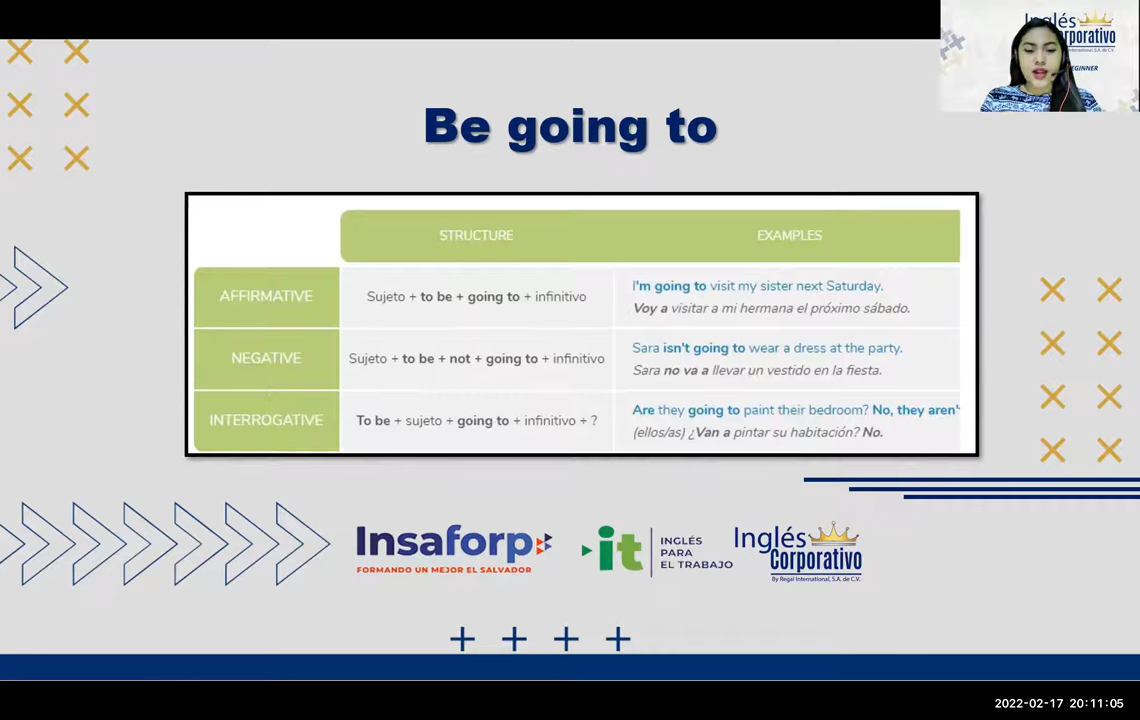 Inglés
Corporativo
Be going to
STRUCTURE
EXAMPLES
AFFIRMATIVE
Sujeto + to be + going to + infinitivo
I'm going to visit my sister next Saturday.
Voy a visitar a mi hermana el próximo sábado.
NEGATIVE
Sujeto + to be + not + going to + infinitivo
Sara isn't going to wear a dress at the party.
Sara no va a llevar un vestido en la fiesta.
INTERROGATIVE
To be + sujeto + going to + infinitivo + ?
Are they going to paint their bedroom? No, they aren'
(ellos/as) ¿Van a pintar su habitación? No.
Insaforp
FORMANDO UN MEJOR EL SALVADOR
it
INGLÉS
PARA
EL TRABAJO
Inglés
Corporativo
By Regal International, S.A. de C.V.
2022-02-17 20:11:05